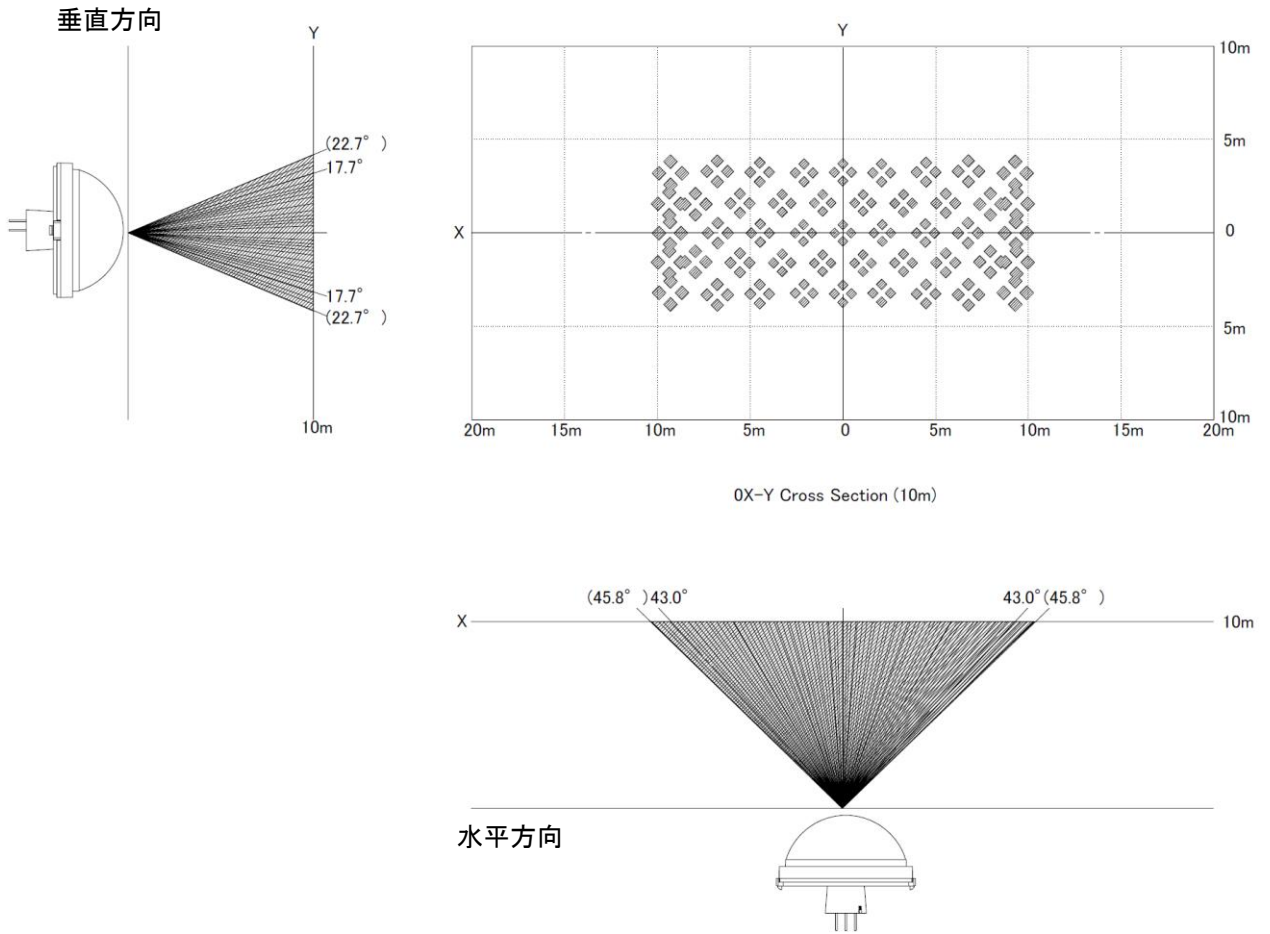 垂直方向
Y
(22.7° )
17.7°
17.7°
(22.7° )
10m
Y
10m
5m
X
0
5m
10m
20m 15m 10m 5m 0 5m 10m 15m 20m
0X-Y Cross Section (10m)
(45.8° )43.0°
43.0°(45.8° )
X
10m
水平方向